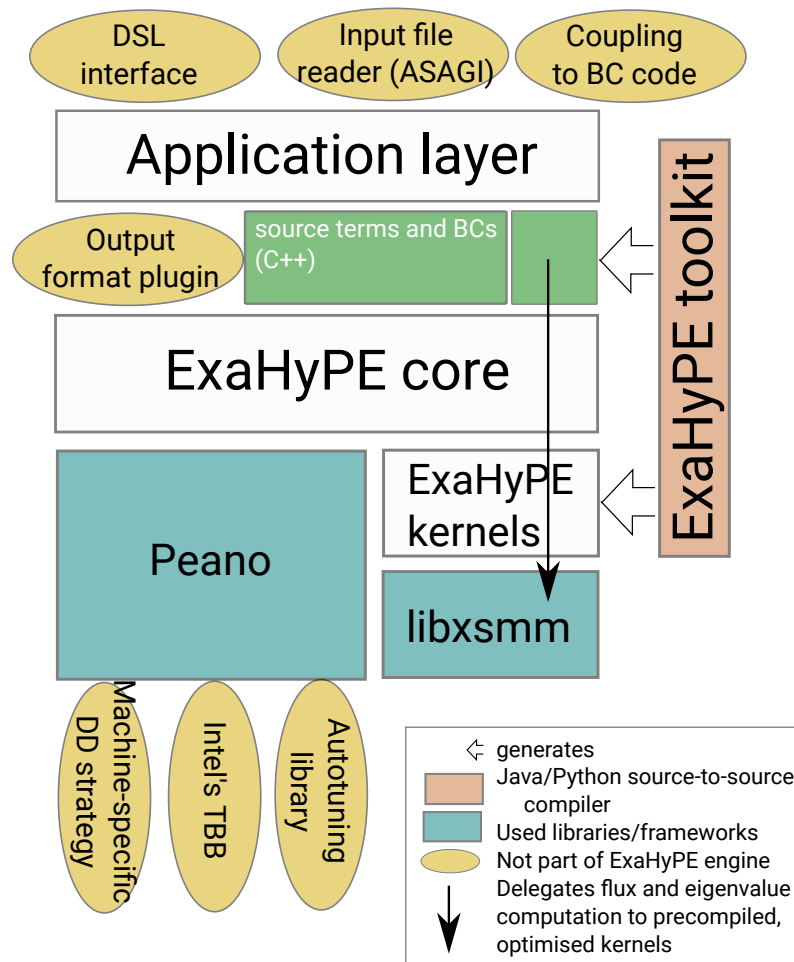 DSL
interface
Input file
reader (ASAGI)
Coupling
to BC code
Application layer
Output
format plugin
source terms and BCs
(C++)
ExaHyPE toolkit
ExaHyPE core
Peano
ExaHyPE
kernels
libxsmm
Machine-specific
DD strategy
Intel's TBB
Autotuning
library
generates
Java/Python source-to-source
compiler
Used libraries/frameworks
Not part of ExaHyPE engine
Delegates flux and eigenvalue
computation to precompiled,
optimised kernels